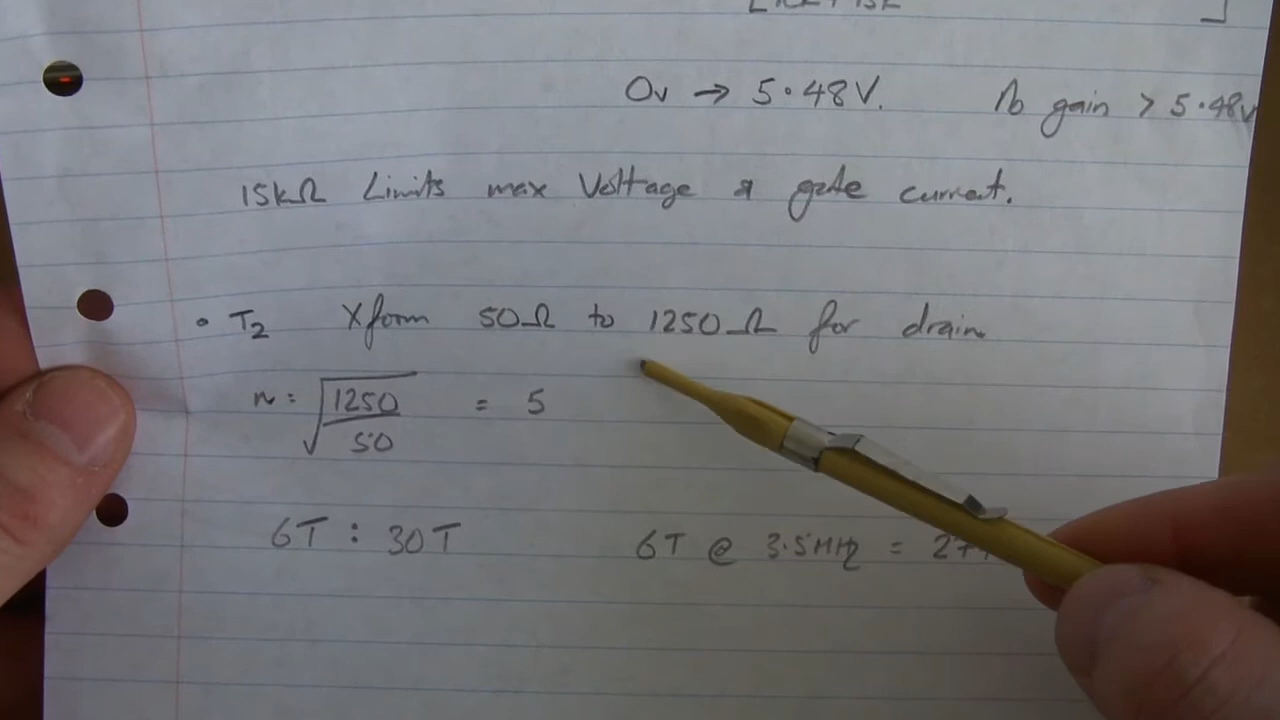 0v → 5.48V. No gain > 5.48v
15kΩ Limits max Voltage & gate current.
• T2 Xform 50Ω to 1250Ω for drain
n = √1250/50 = 5
6T : 30T 6T @ 3.5MHz = 27